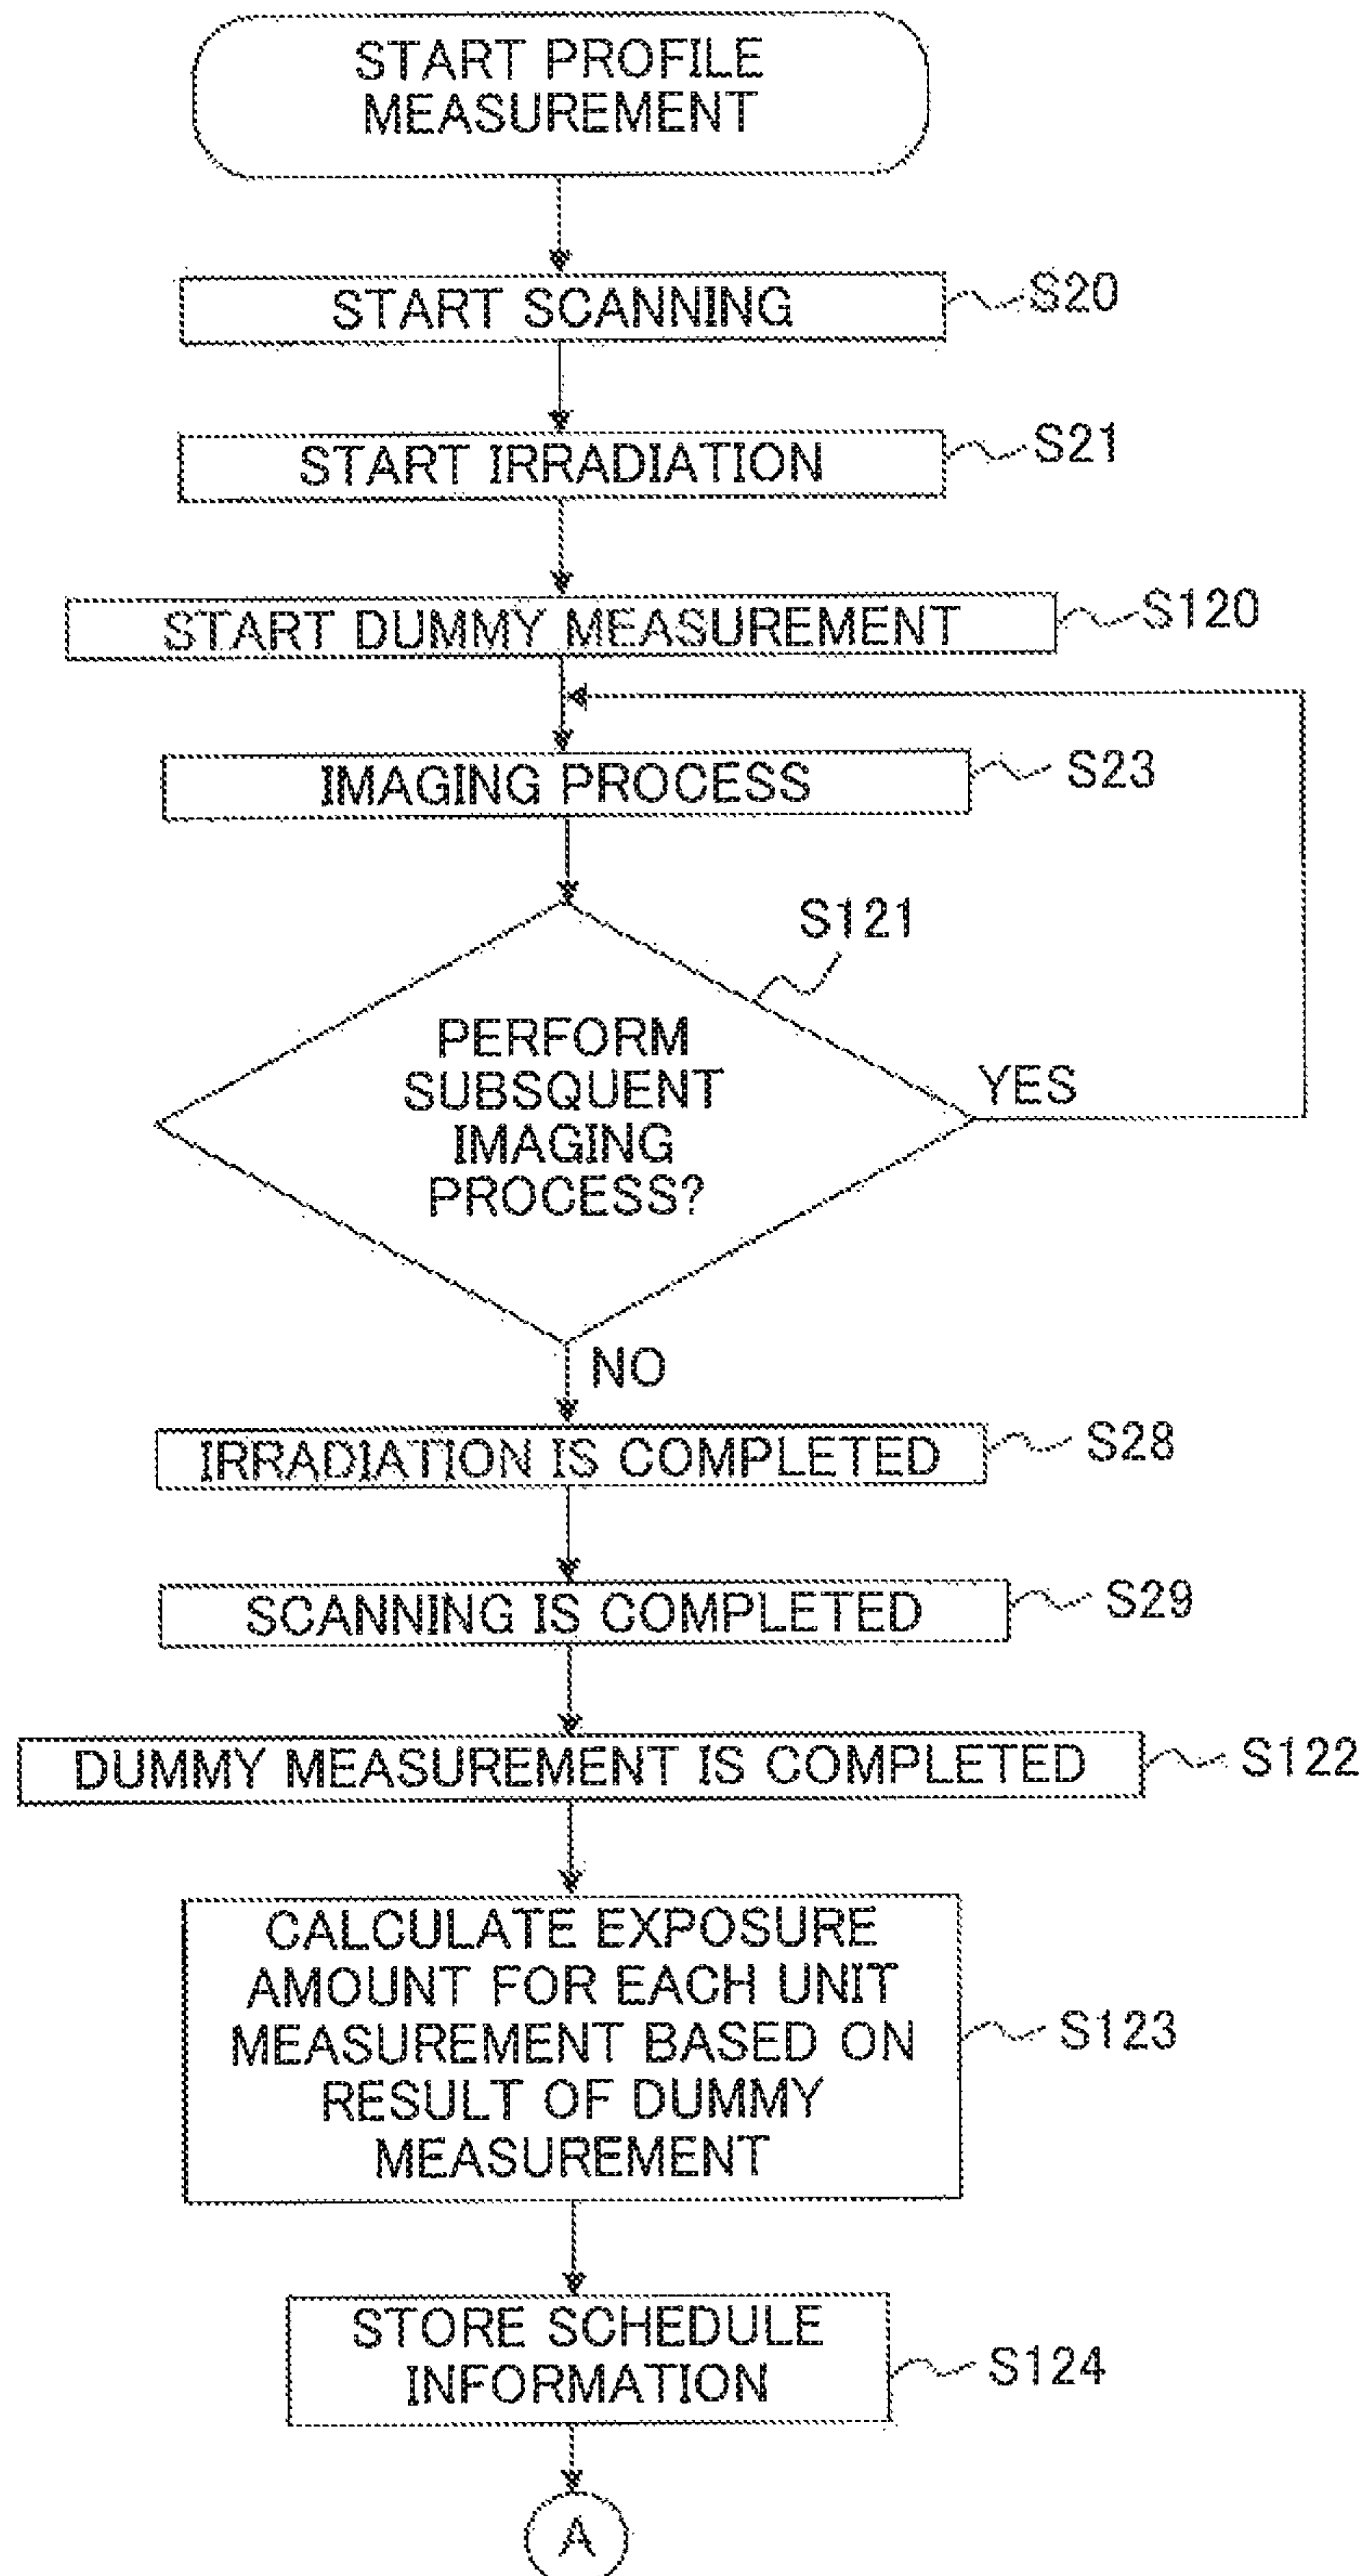 START PROFILE
MEASUREMENT
START SCANNING
S20
START IRRADIATION
S21
START DUMMY MEASUREMENT
S120
IMAGING PROCESS
S23
S121
PERFORM
SUBSQUENT
IMAGING
PROCESS?
YES
NO
IRRADIATION IS COMPLETED
S28
SCANNING IS COMPLETED
S29
DUMMY MEASUREMENT IS COMPLETED
S122
CALCULATE EXPOSURE
AMOUNT FOR EACH UNIT
MEASUREMENT BASED ON
RESULT OF DUMMY
MEASUREMENT
S123
STORE SCHEDULE
INFORMATION
S124
A